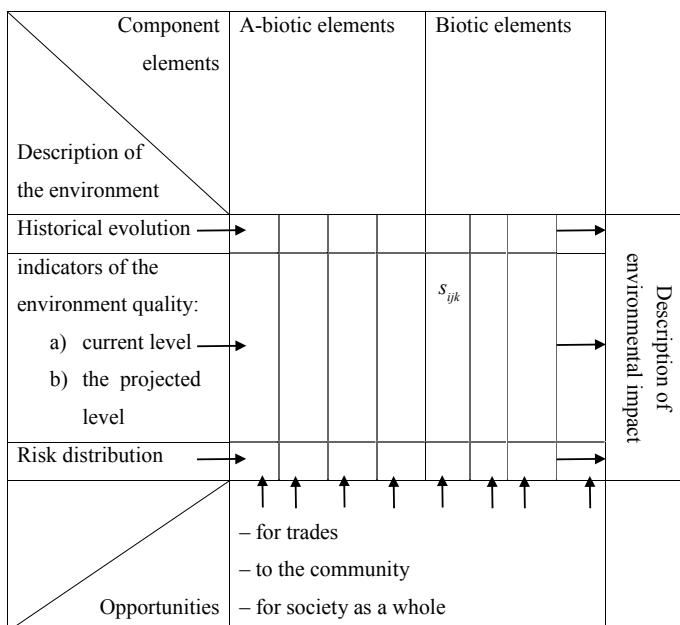 Component
elements
A-biotic elements
Biotic elements
Description of
the environment
Historical evolution
indicators of the
environment quality:
a) current level
b) the projected
level
s_{ijk}
Risk distribution
Description of
environmental impact
– for trades
– to the community
Opportunities
– for society as a whole